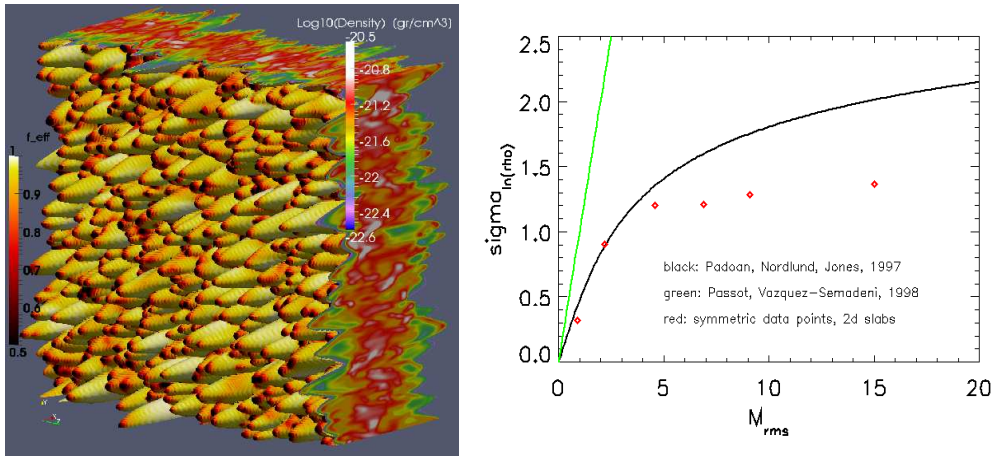 Log10(Density) [gr/cm^3]
-20.5
-20.8
-21.2
-21.6
-22
-22.4
-22.6
f_eff
1
0.9
0.8
0.7
0.6
0.5
2.5
2.0
1.5
1.0
0.5
0.0
sigma ln(rho)
black: Padoan, Nordlund, Jones, 1997
green: Passot, Vazquez-Semadeni, 1998
red: symmetric data points, 2d slabs
0 5 10 15 20
M rms